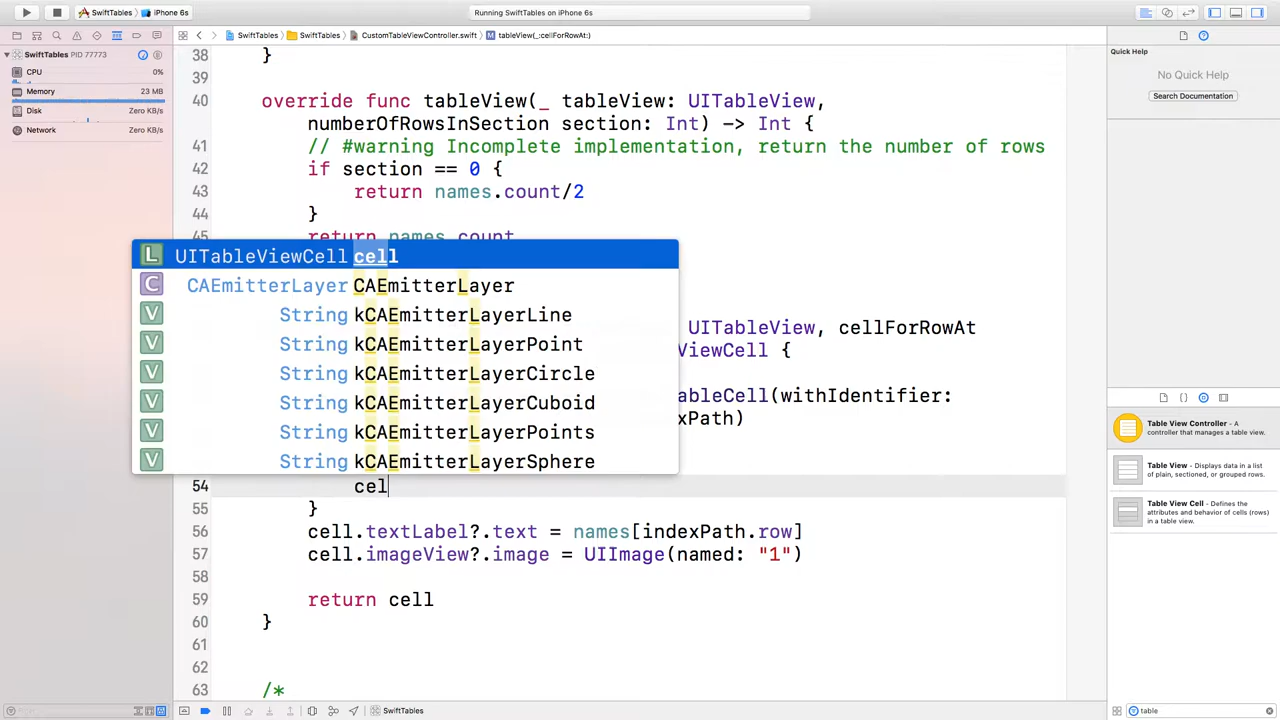 SwiftTables
iPhone 6s
Running SwiftTables on iPhone 6s
SwiftTables
SwiftTables
CustomTableViewController.swift
M
tableView(_:cellForRowAt:)
SwiftTables PID 77773
CPU 0%
Memory 23 MB
Disk Zero KB/s
Network Zero KB/s
38 }
39
40 override func tableView(_ tableView: UITableView,
numberOfRowsInSection section: Int) -> Int {
41 // #warning Incomplete implementation, return the number of rows
42 if section == 0 {
43 return names.count/2
44 }
45 return names.count
UITableView, cellForRowAt
ViewCell {
ableCell(withIdentifier:
xPath)
L UITableViewCell cell
C CAEmitterLayer CAEmitterLayer
V String kCAEmitterLayerLine
V String kCAEmitterLayerPoint
V String kCAEmitterLayerCircle
V String kCAEmitterLayerCuboid
V String kCAEmitterLayerPoints
V String kCAEmitterLayerSphere
54 cel
55 }
56 cell.textLabel?.text = names[indexPath.row]
57 cell.imageView?.image = UIImage(named: "1")
58
59 return cell
60 }
61
62
63 /*
SwiftTables
Quick Help
No Quick Help
Search Documentation
Table View Controller - A
controller that manages a table view.
Table View - Displays data in a list
of plain, sectioned, or grouped rows.
Table View Cell - Defines the
attributes and behavior of cells (rows)
in a table view.
table